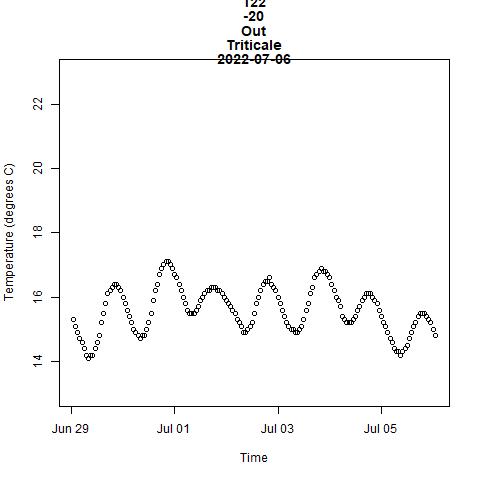 122
-20
Out
Triticale
2022-07-06
Temperature (degrees C)
22
20
18
16
14
Jun 29
Jul 01
Jul 03
Jul 05
Time